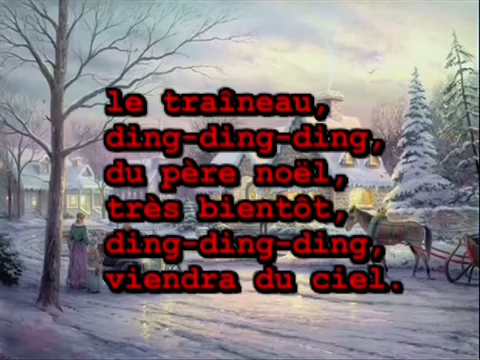 le traîneau,
ding-ding-ding,
du père noël,
très bientôt,
ding-ding-ding,
viendra du ciel.